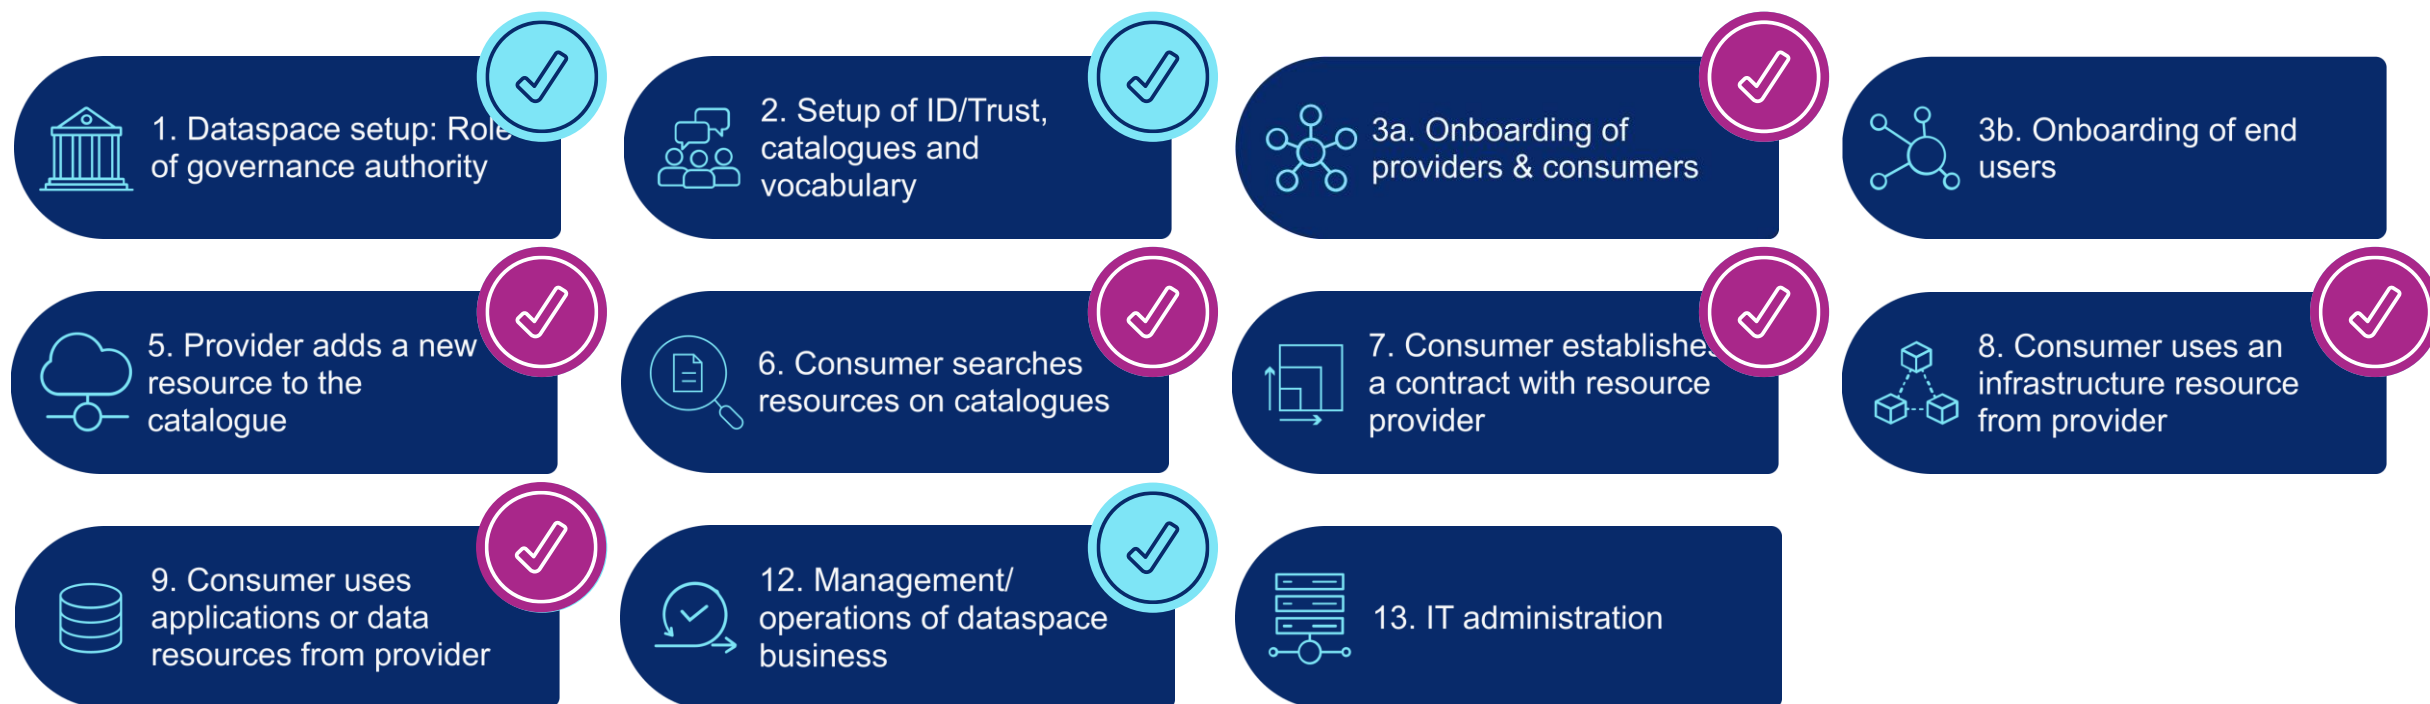 1. Dataspace setup: Role
of governance authority
2. Setup of ID/Trust,
catalogues and
vocabulary
3a. Onboarding of
providers & consumers
3b. Onboarding of end
users
5. Provider adds a new
resource to the
catalogue
6. Consumer searches
resources on catalogues
7. Consumer establishes
a contract with resource
provider
8. Consumer uses an
infrastructure resource
from provider
9. Consumer uses
applications or data
resources from provider
12. Management/
operations of dataspace
business
13. IT administration